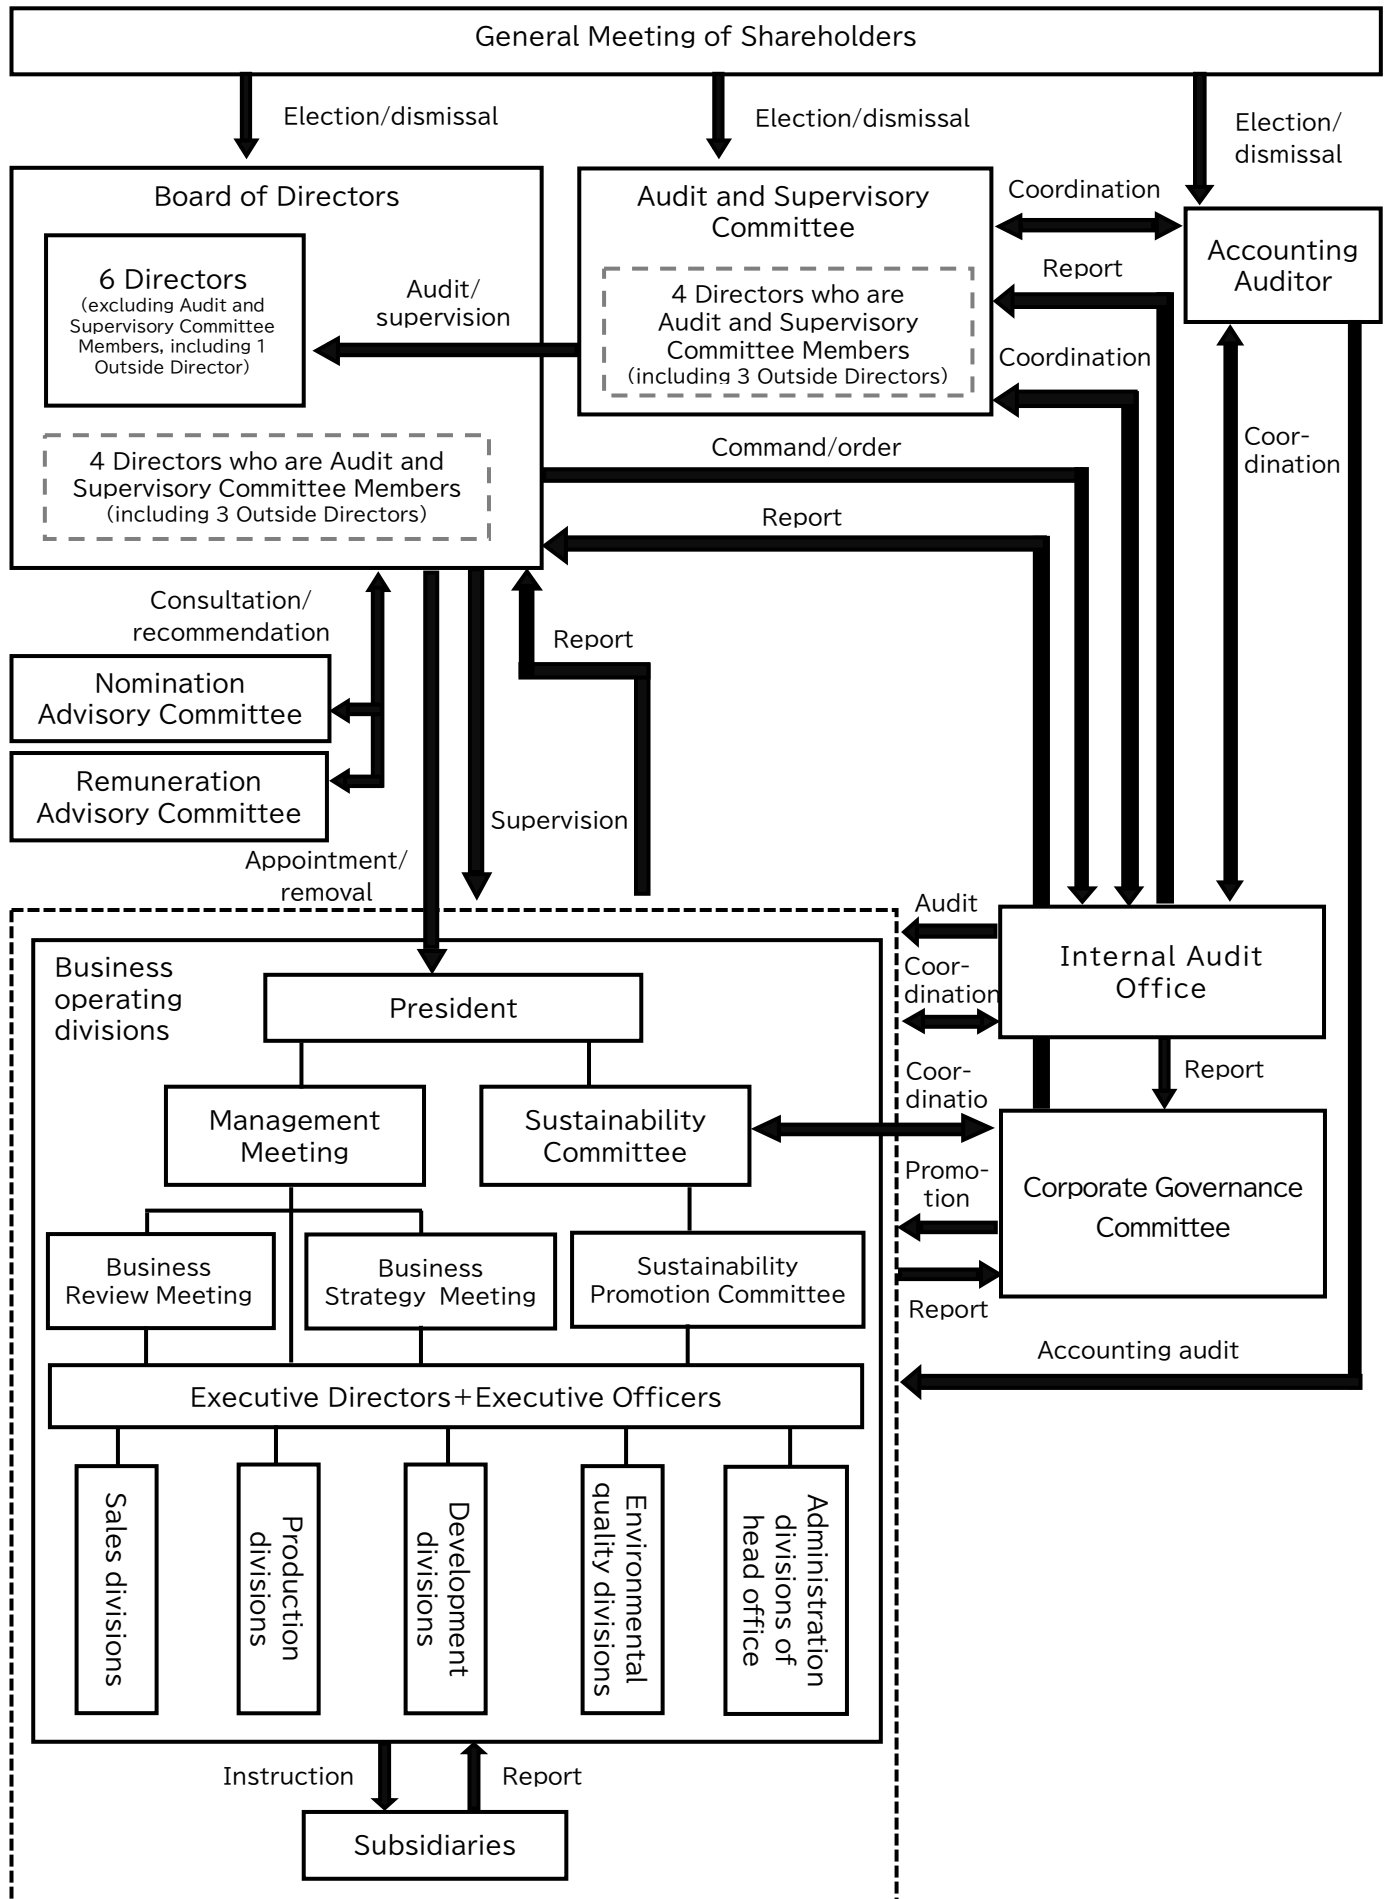 General Meeting of Shareholders
Election/dismissal
Election/dismissal
Election/
dismissal
Board of Directors
6 Directors
(excluding Audit and
Supervisory Committee
Members, including 1
Outside Director)
Audit/
supervision
4 Directors who are Audit and
Supervisory Committee Members
(including 3 Outside Directors)
Audit and Supervisory
Committee
4 Directors who are
Audit and Supervisory
Committee Members
(including 3 Outside Directors)
Coordination
Report
Coordination
Accounting
Auditor
Coor-
dination
Command/order
Report
Consultation/
recommendation
Report
Nomination
Advisory Committee
Remuneration
Advisory Committee
Supervision
Appointment/
removal
Audit
Coor-
dination
Internal Audit
Office
Report
Coor-
dinatio
Promo-
tion
Corporate Governance
Committee
Report
Accounting audit
Business
operating
divisions
President
Management
Meeting
Sustainability
Committee
Business
Review Meeting
Business
Strategy Meeting
Sustainability
Promotion Committee
Executive Directors+Executive Officers
Sales divisions
Production
divisions
Development
divisions
Environmental
quality divisions
Administration
divisions of
head office
Instruction
Report
Subsidiaries